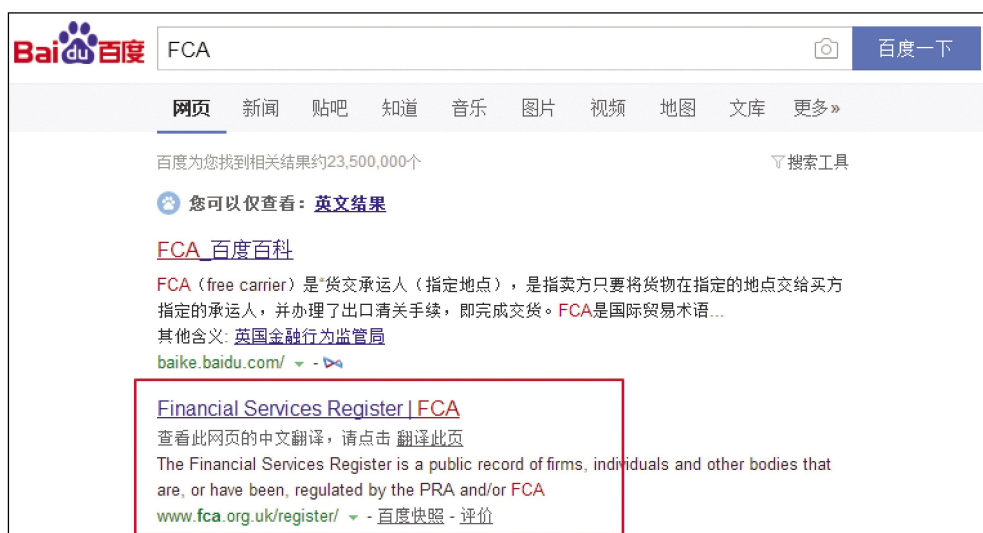 Bai du 百度
FCA
百度一下
网页 新闻 贴吧 知道 音乐 图片 视频 地图 文库 更多»
百度为您找到相关结果约23,500,000个
搜索工具
您可以仅查看：英文结果
FCA_百度百科
FCA（free carrier）是“货交承运人（指定地点），是指卖方只要将货物在指定的地点交给买方
指定的承运人，并办理了出口清关手续，即完成交货。FCA是国际贸易术语...
其他含义: 英国金融行为监管局
baike.baidu.com/ -
Financial Services Register | FCA
查看此网页的中文翻译，请点击 翻译此页
The Financial Services Register is a public record of firms, individuals and other bodies that
are, or have been, regulated by the PRA and/or FCA
www.fca.org.uk/register/ - 百度快照 - 评价